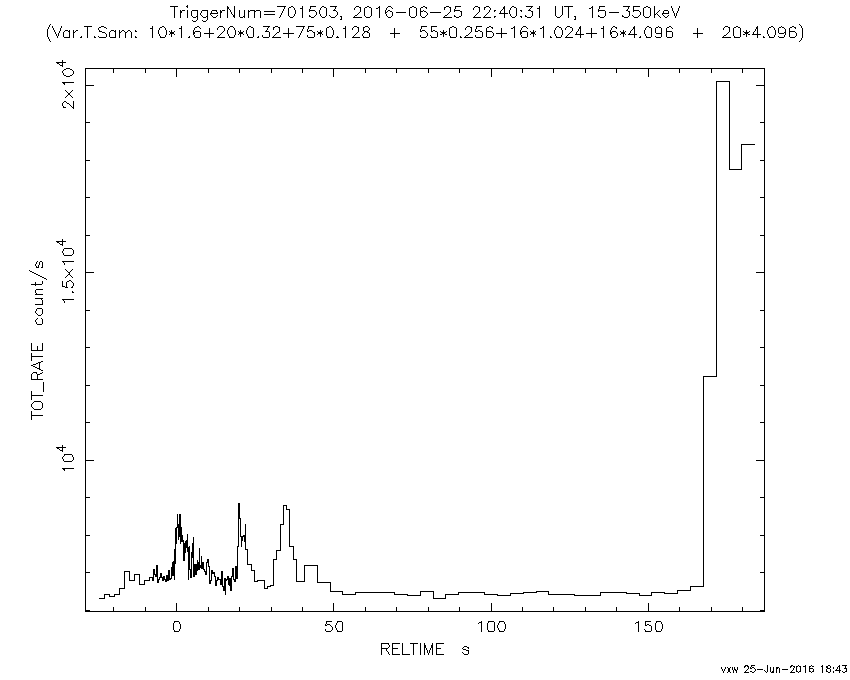 TriggerNum=701503, 2016-06-25 22:40:31 UT, 15-350keV
(Var.T.Sam: 10*1.6+20*0.32+75*0.128 + 55*0.256+16*1.024+16*4.096 + 20*4.096)
2×10⁴
1.5×10⁴
10⁴
TOT_RATE count/s
0 50 100 150
RELTIME s
vxw 25-Jun-2016 18:43